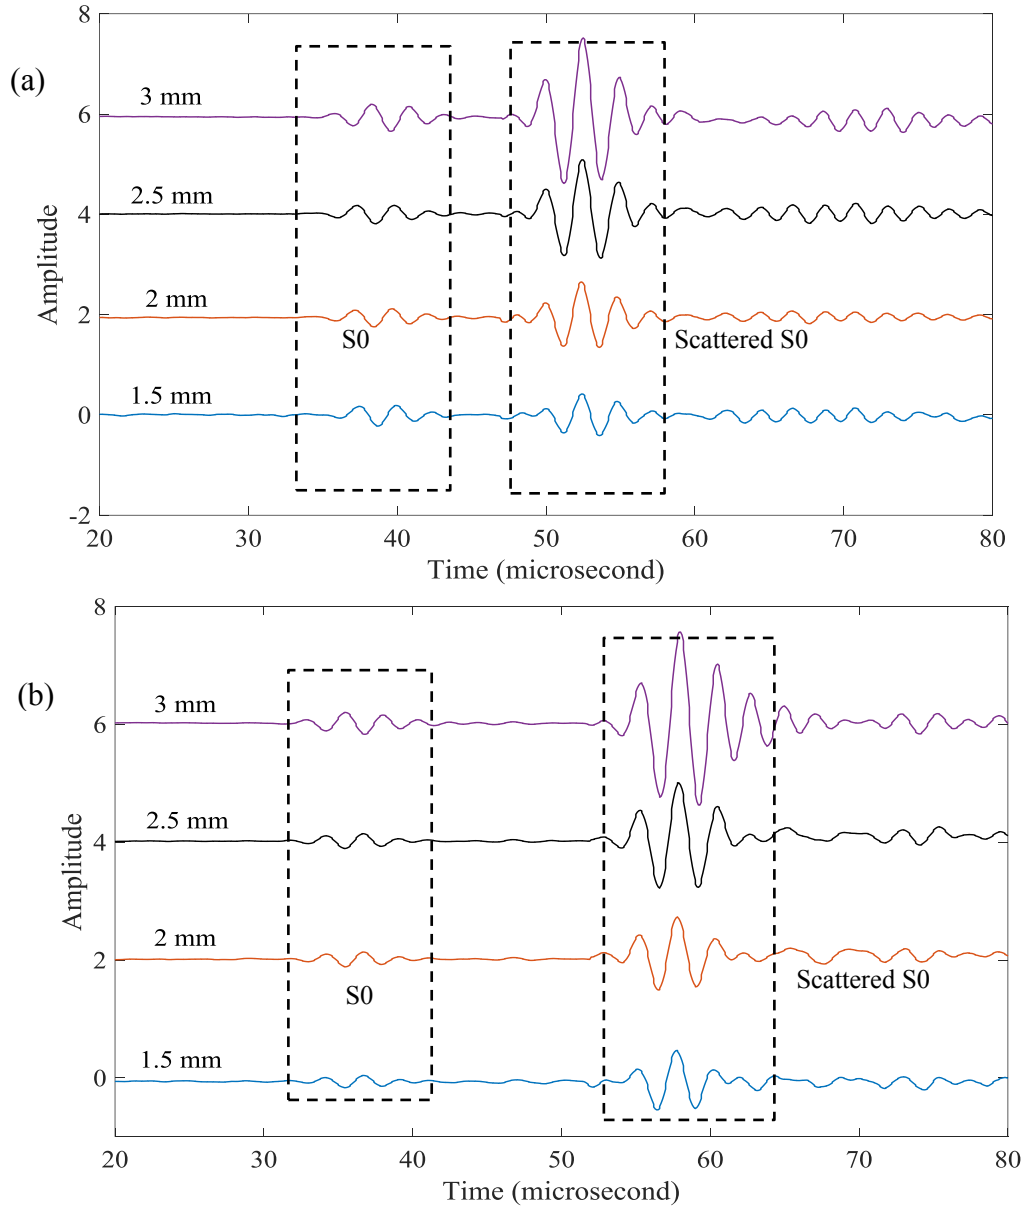 (a)
8
6
4
2
0
-2
Amplitude
3 mm
2.5 mm
2 mm
S0
Scattered S0
1.5 mm
20 30 40 50 60 70 80
Time (microsecond)
(b)
8
6
4
2
0
Amplitude
3 mm
2.5 mm
2 mm
S0
Scattered S0
1.5 mm
20 30 40 50 60 70 80
Time (microsecond)